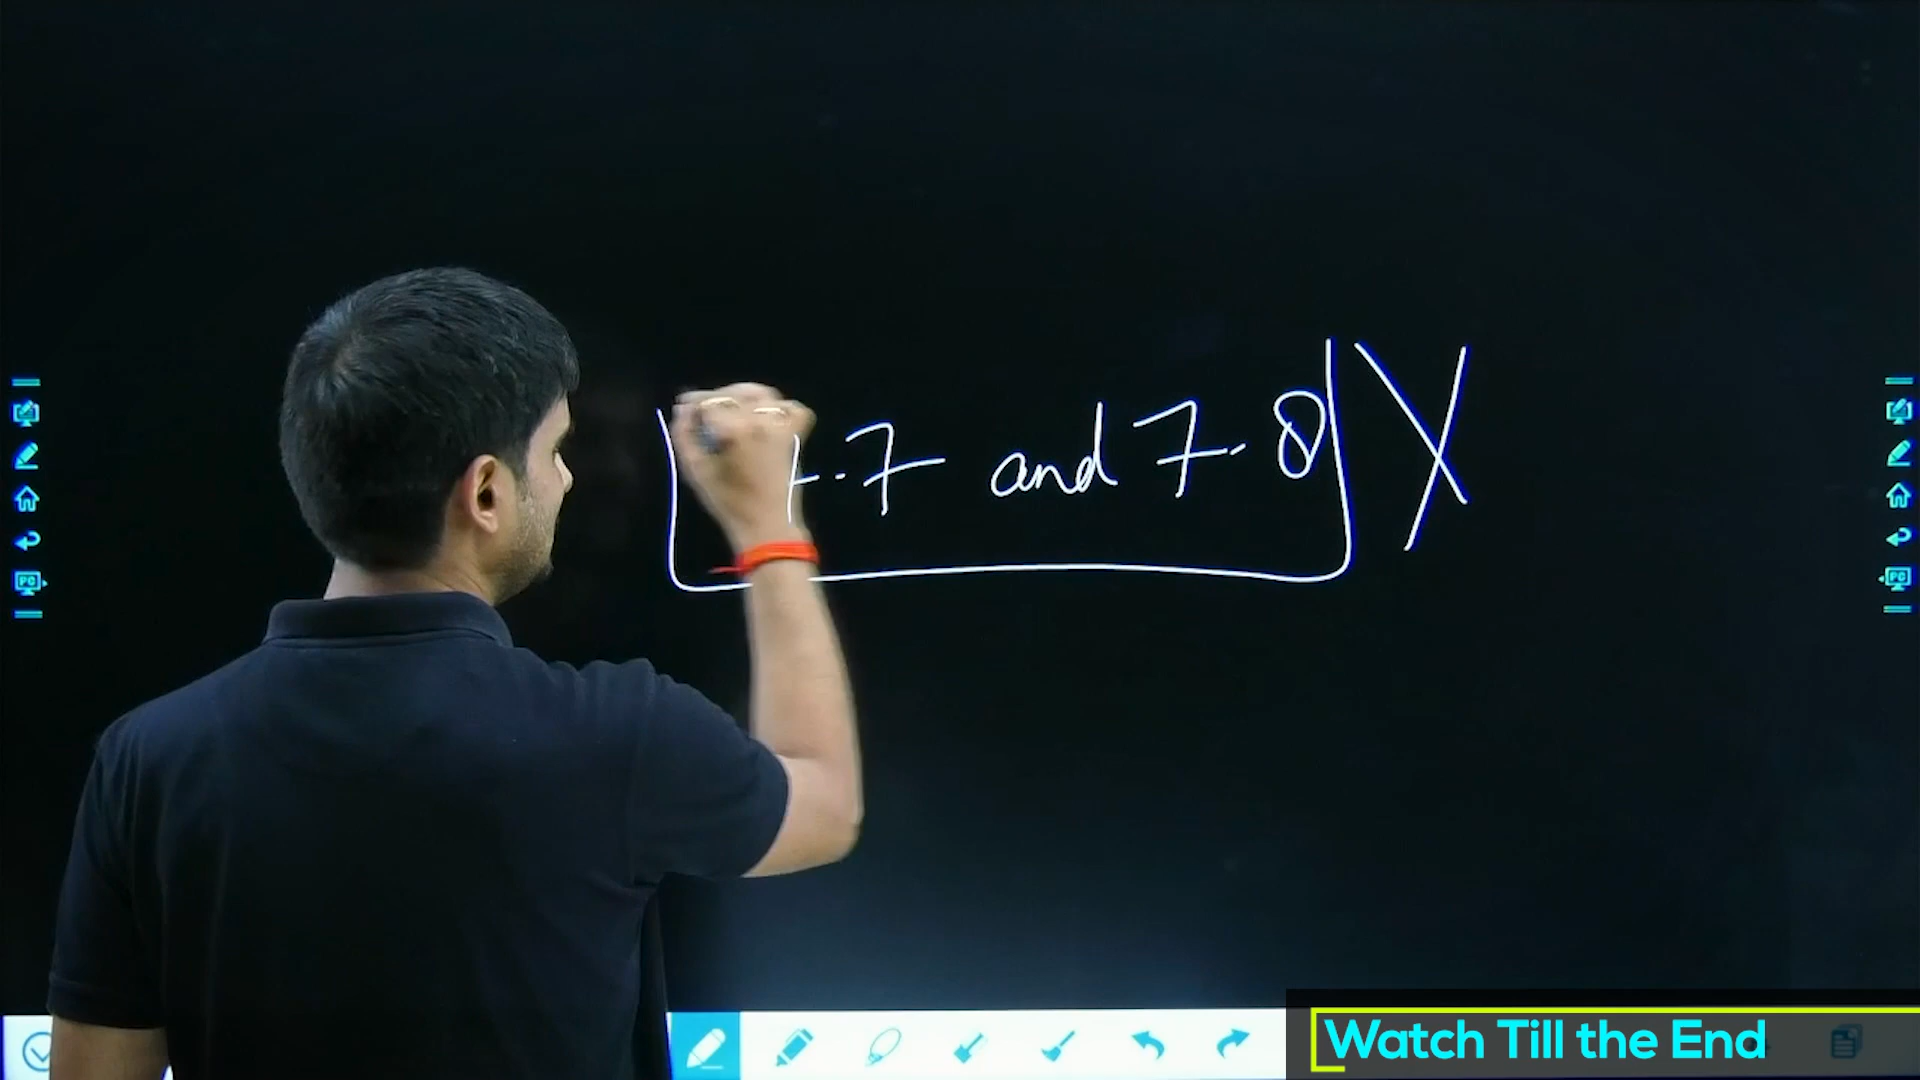 .7 and 7.8 X
Watch Till the End